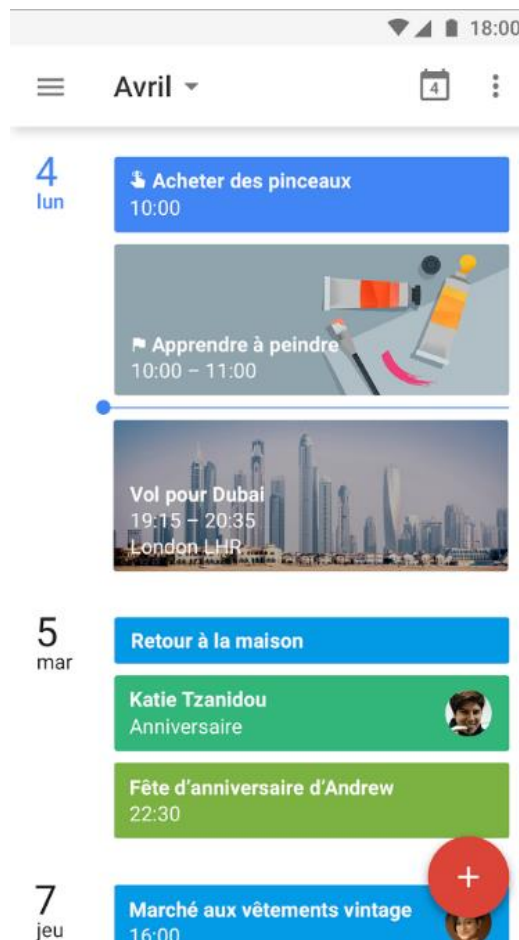 18:00
Avril
4
4
lun
Acheter des pinceaux
10:00
Apprendre à peindre
10:00 – 11:00
Vol pour Dubai
19:15 – 20:35
London LHR
5
mar
Retour à la maison
Katie Tzanidou
Anniversaire
Fête d’anniversaire d’Andrew
22:30
7
jeu
Marché aux vêtements vintage
16:00